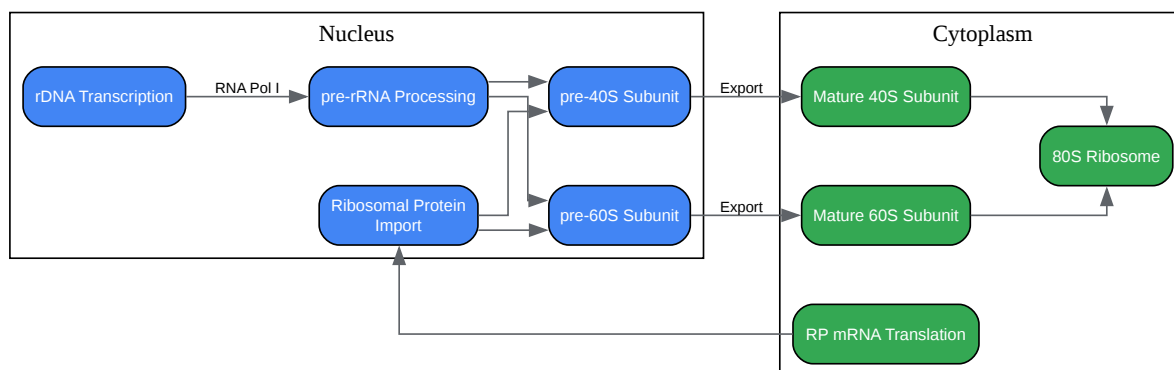 Nucleus
Cytoplasm
rDNA Transcription
RNA Pol I
pre-rRNA Processing
pre-40S Subunit
Export
Mature 40S Subunit
80S Ribosome
Ribosomal Protein
Import
pre-60S Subunit
Export
Mature 60S Subunit
RP mRNA Translation